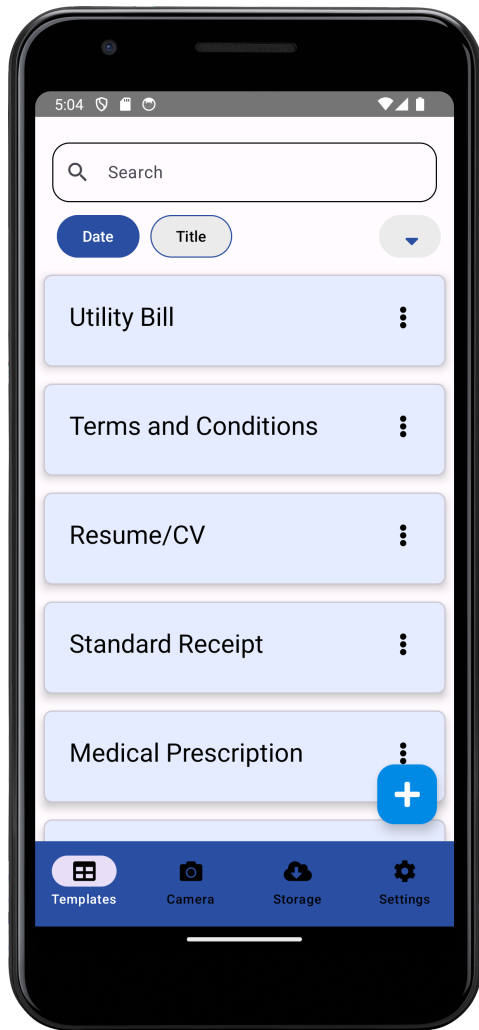 5:04
Search
Date
Title
Utility Bill
Terms and Conditions
Resume/CV
Standard Receipt
Medical Prescription
Templates
Camera
Storage
Settings